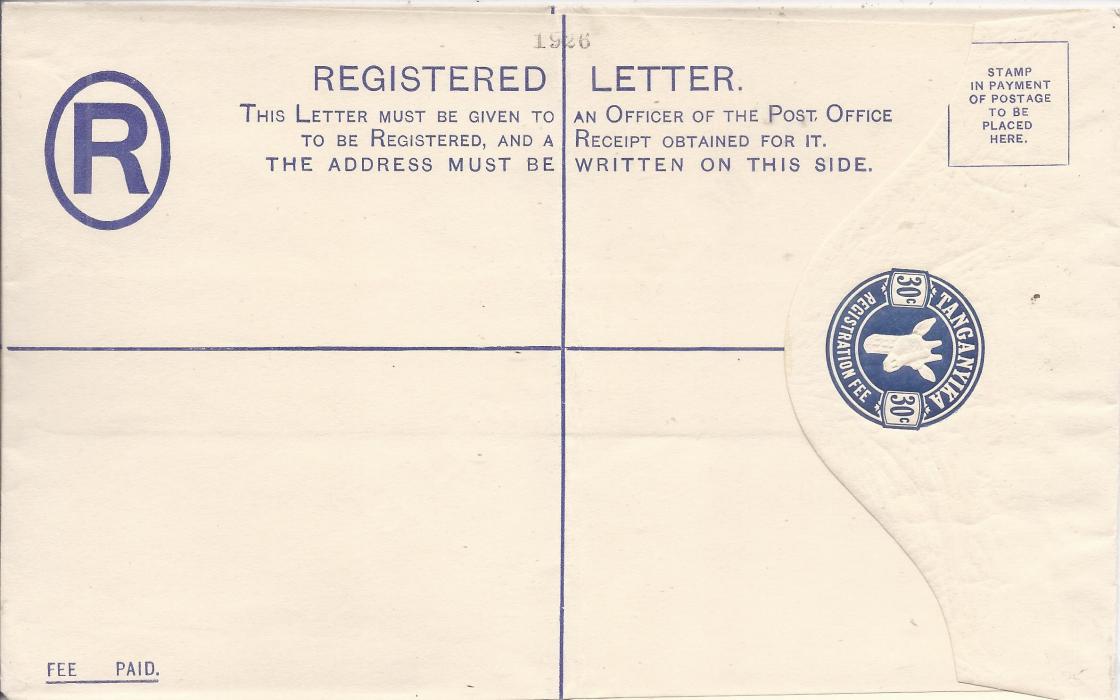 1926
REGISTERED LETTER.
THIS LETTER MUST BE GIVEN TO AN OFFICER OF THE POST OFFICE
TO BE REGISTERED, AND A RECEIPT OBTAINED FOR IT.
THE ADDRESS MUST BE WRITTEN ON THIS SIDE.
R
STAMP
IN PAYMENT
OF POSTAGE
TO BE
PLACED
HERE.
30c
TANGANYIKA
REGISTRATION FEE
30c
FEE PAID.